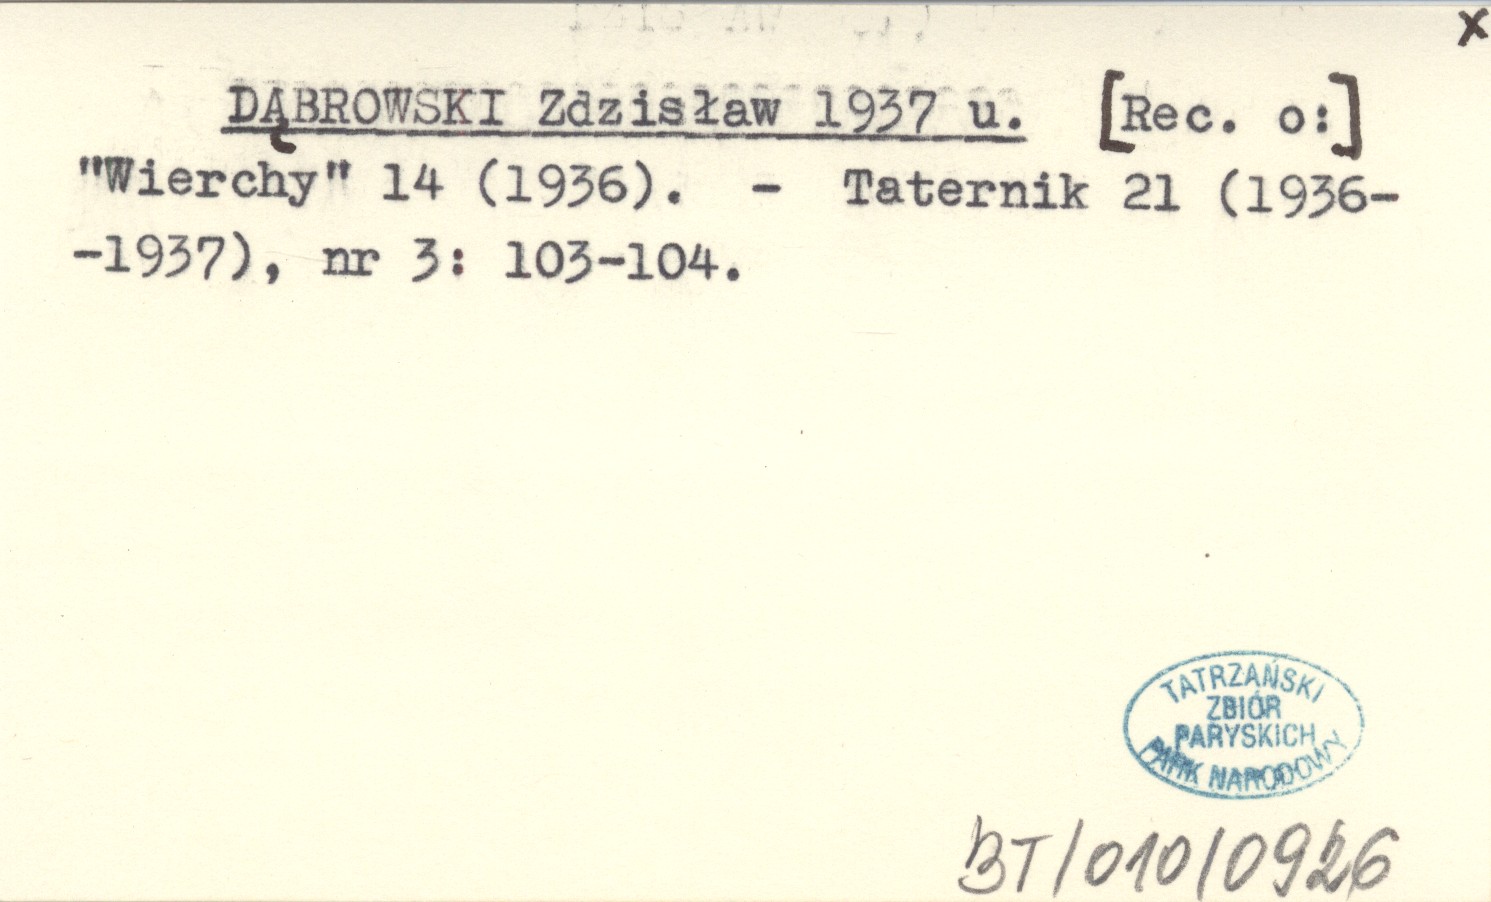 x
DĄBROWSKI Zdzisław 1937 u. [Rec. o:]
"Wierchy" 14 (1936). - Taternik 21 (1936-
-1937), nr 3: 103-104.
TATRZAŃSKI
ZBIÓR
PARYSKICH
PARK NARODOWY
BT/010/0926